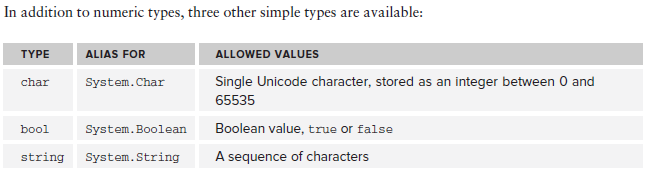 In addition to numeric types, three other simple types are available:
TYPE ALIAS FOR ALLOWED VALUES
char System.Char Single Unicode character, stored as an integer between 0 and
65535
bool System.Boolean Boolean value, true or false
string System.String A sequence of characters